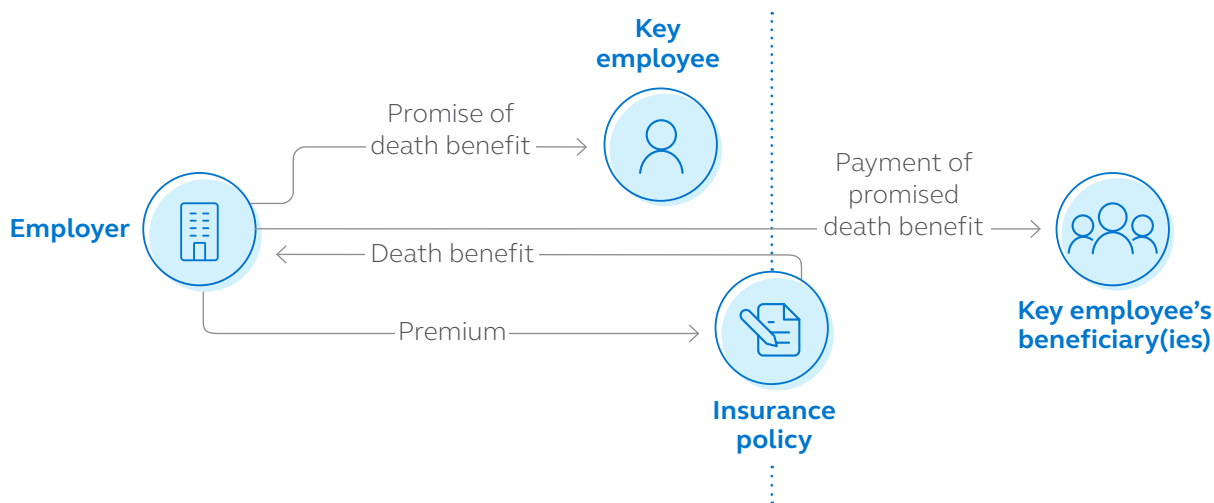 Key
employee
Promise of
death benefit
Payment of
promised
death benefit
Employer
Death benefit
Premium
Key employee’s
beneficiary(ies)
Insurance
policy